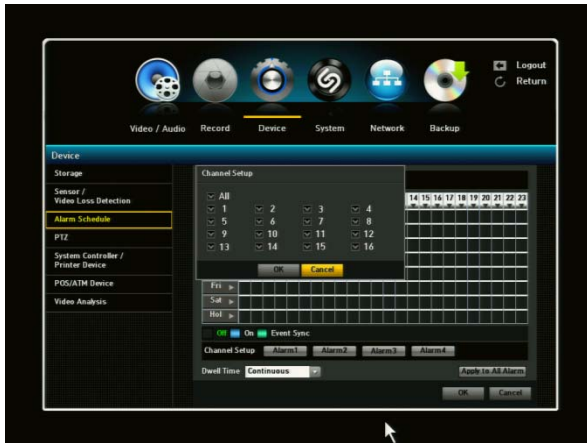 Logout
Return
Video / Audio Record Device System Network Backup
Device
Storage
Sensor /
Video Loss Detection
Alarm Schedule
PTZ
System Controller /
Printer Device
POS/ATM Device
Video Analysis
Channel Setup
All
1 2 3 4
5 6 7 8
9 10 11 12
13 14 15 16
OK Cancel
14 15 16 17 18 19 20 21 22 23
Fri
Sat
Hol
Off On Event Sync
Channel Setup Alarm1 Alarm2 Alarm3 Alarm4
Dwell Time Continuous
Apply to All Alarm
OK Cancel